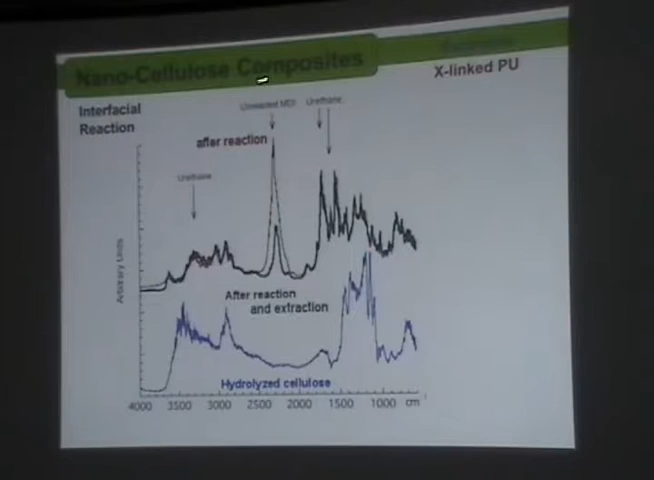 Nano-Cellulose Composites
X-linked PU
Interfacial
Reaction
Unreacted MDI
Urethane
after reaction
Urethane
Arbitrary Units
After reaction
and extraction
Hydrolyzed cellulose
4000 3500 3000 2500 2000 1500 1000 cm